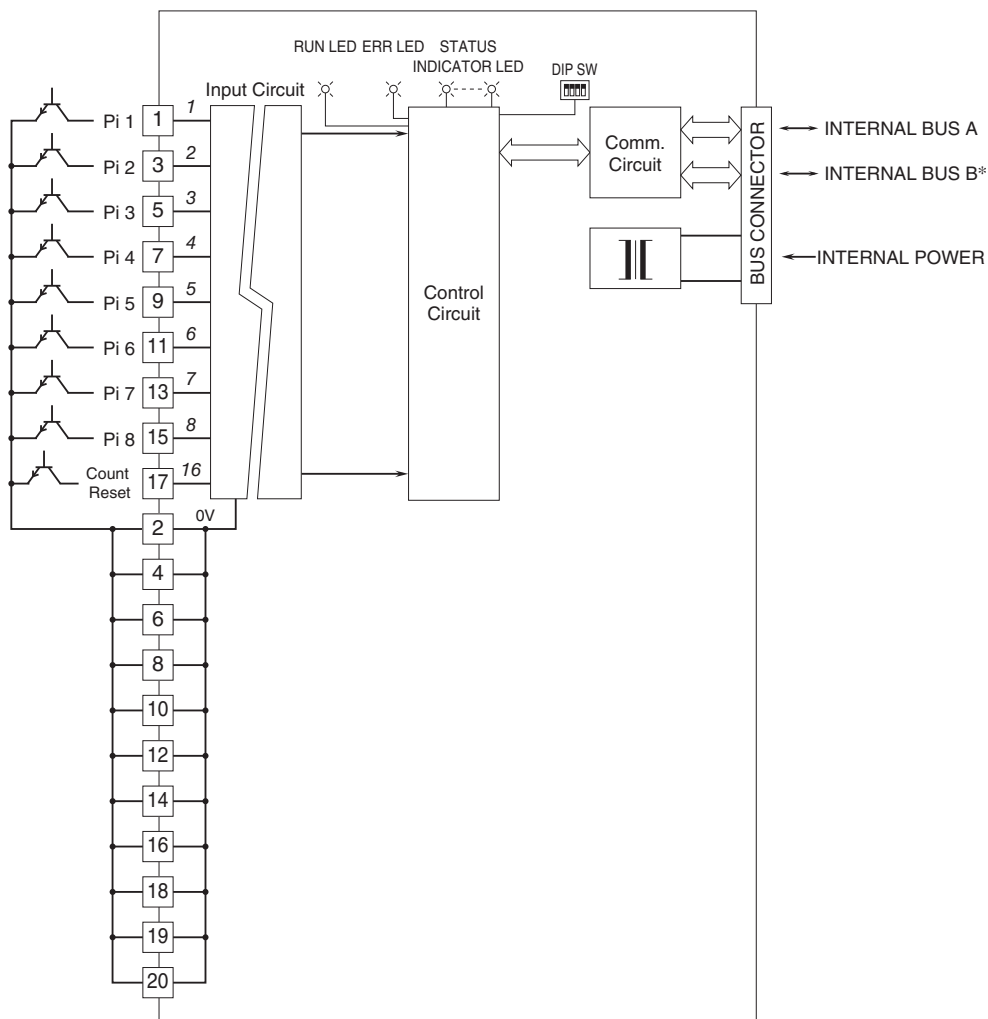 RUN LED ERR LED STATUS
INDICATOR LED
DIP SW
Input Circuit
Pi 1 1 1
Pi 2 3 2
Pi 3 5 3
Pi 4 7 4
Pi 5 9 5
Pi 6 11 6
Pi 7 13 7
Pi 8 15 8
Count
Reset
17 16
2 0V
4
6
8
10
12
14
16
18
19
20
Control
Circuit
Comm.
Circuit
BUS CONNECTOR
INTERNAL BUS A
INTERNAL BUS B*
INTERNAL POWER